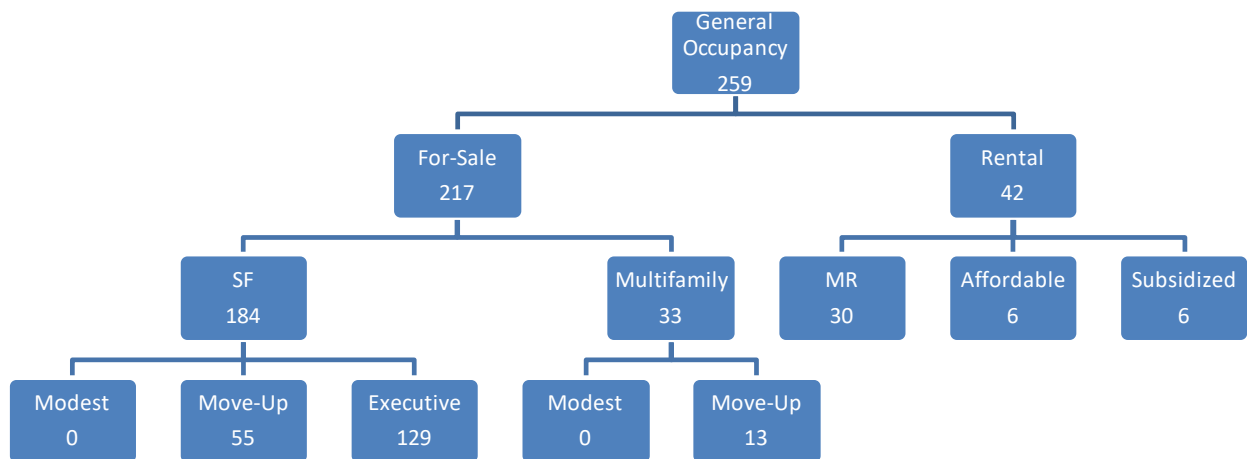 General
Occupancy
259
For-Sale
217
Rental
42
SF
184
Multifamily
33
MR
30
Affordable
6
Subsidized
6
Modest
0
Move-Up
55
Executive
129
Modest
0
Move-Up
13